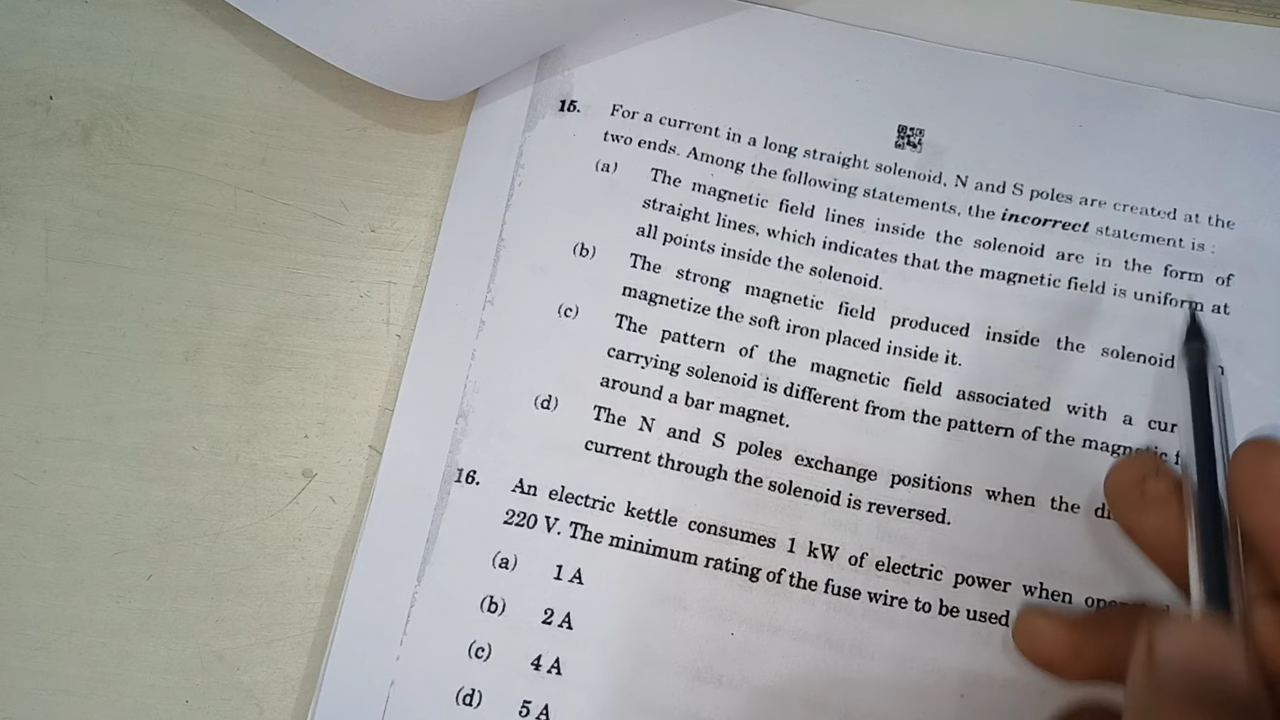 15. For a current in a long straight solenoid, N and S poles are created at the
two ends. Among the following statements, the incorrect statement is :
(a) The magnetic field lines inside the solenoid are in the form of
straight lines, which indicates that the magnetic field is uniform at
all points inside the solenoid.
(b) The strong magnetic field produced inside the solenoid
magnetize the soft iron placed inside it.
(c) The pattern of the magnetic field associated with a cur
carrying solenoid is different from the pattern of the magnetic f
around a bar magnet.
(d) The N and S poles exchange positions when the di
current through the solenoid is reversed.
16. An electric kettle consumes 1 kW of electric power when
220 V. The minimum rating of the fuse wire to be used
(a) 1 A
(b) 2 A
(c) 4 A
(d) 5 A